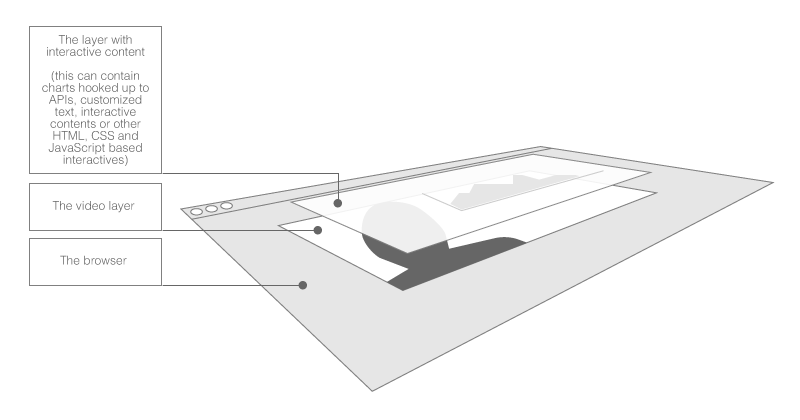 The layer with
interactive content
(this can contain
charts hooked up to
APIs, customized
text, interactive
contents or other
HTML, CSS and
JavaScript based
interactives)
The video layer
The browser